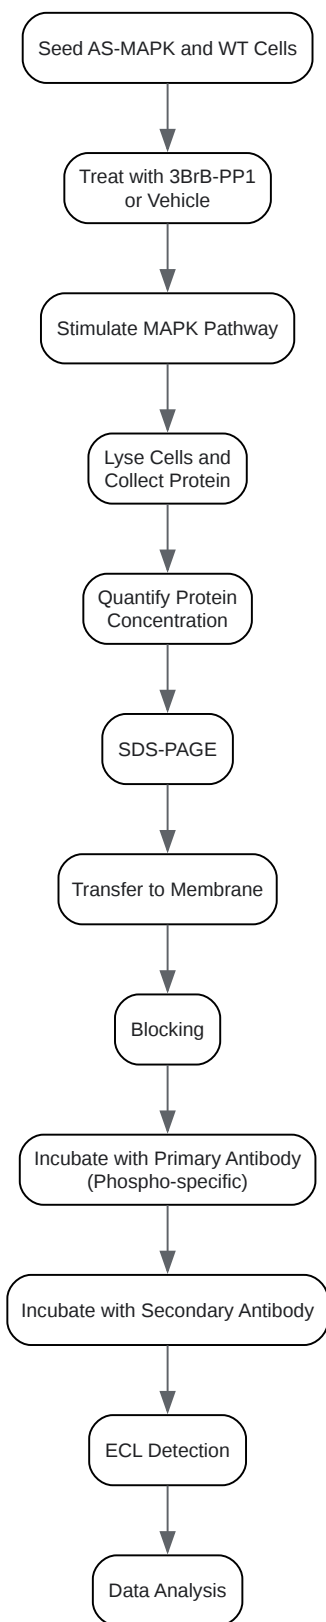 Seed AS-MAPK and WT Cells
Treat with 3BrB-PP1
or Vehicle
Stimulate MAPK Pathway
Lyse Cells and
Collect Protein
Quantify Protein
Concentration
SDS-PAGE
Transfer to Membrane
Blocking
Incubate with Primary Antibody
(Phospho-specific)
Incubate with Secondary Antibody
ECL Detection
Data Analysis